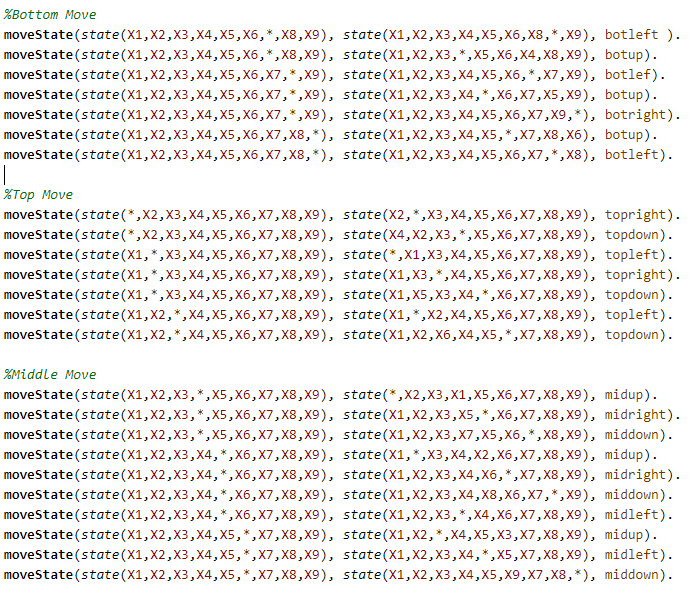 %Bottom Move
moveState(state(X1,X2,X3,X4,X5,X6,*,X8,X9), state(X1,X2,X3,X4,X5,X6,X8,*,X9), botleft ).
moveState(state(X1,X2,X3,X4,X5,X6,*,X8,X9), state(X1,X2,X3,*,X5,X6,X4,X8,X9), botup).
moveState(state(X1,X2,X3,X4,X5,X6,X7,*,X9), state(X1,X2,X3,X4,X5,X6,*,X7,X9), botlef).
moveState(state(X1,X2,X3,X4,X5,X6,X7,*,X9), state(X1,X2,X3,X4,*,X6,X7,X5,X9), botup).
moveState(state(X1,X2,X3,X4,X5,X6,X7,*,X9), state(X1,X2,X3,X4,X5,X6,X7,X9,*), botright).
moveState(state(X1,X2,X3,X4,X5,X6,X7,X8,*), state(X1,X2,X3,X4,X5,*,X7,X8,X6), botup).
moveState(state(X1,X2,X3,X4,X5,X6,X7,X8,*), state(X1,X2,X3,X4,X5,X6,X7,*,X8), botleft).
%Top Move
moveState(state(*,X2,X3,X4,X5,X6,X7,X8,X9), state(X2,*,X3,X4,X5,X6,X7,X8,X9), topright).
moveState(state(*,X2,X3,X4,X5,X6,X7,X8,X9), state(X4,X2,X3,*,X5,X6,X7,X8,X9), topdown).
moveState(state(X1,*,X3,X4,X5,X6,X7,X8,X9), state(*,X1,X3,X4,X5,X6,X7,X8,X9), topleft).
moveState(state(X1,*,X3,X4,X5,X6,X7,X8,X9), state(X1,X3,*,X4,X5,X6,X7,X8,X9), topright).
moveState(state(X1,*,X3,X4,X5,X6,X7,X8,X9), state(X1,X5,X3,X4,*,X6,X7,X8,X9), topdown).
moveState(state(X1,X2,*,X4,X5,X6,X7,X8,X9), state(X1,*,X2,X4,X5,X6,X7,X8,X9), topleft).
moveState(state(X1,X2,*,X4,X5,X6,X7,X8,X9), state(X1,X2,X6,X4,X5,*,X7,X8,X9), topdown).
%Middle Move
moveState(state(X1,X2,X3,*,X5,X6,X7,X8,X9), state(*,X2,X3,X1,X5,X6,X7,X8,X9), midup).
moveState(state(X1,X2,X3,*,X5,X6,X7,X8,X9), state(X1,X2,X3,X5,*,X6,X7,X8,X9), midright).
moveState(state(X1,X2,X3,*,X5,X6,X7,X8,X9), state(X1,X2,X3,X7,X5,X6,*,X8,X9), middown).
moveState(state(X1,X2,X3,X4,*,X6,X7,X8,X9), state(X1,*,X3,X4,X2,X6,X7,X8,X9), midup).
moveState(state(X1,X2,X3,X4,*,X6,X7,X8,X9), state(X1,X2,X3,X4,X6,*,X7,X8,X9), midright).
moveState(state(X1,X2,X3,X4,*,X6,X7,X8,X9), state(X1,X2,X3,X4,X8,X6,X7,*,X9), middown).
moveState(state(X1,X2,X3,X4,*,X6,X7,X8,X9), state(X1,X2,X3,*,X4,X6,X7,X8,X9), midleft).
moveState(state(X1,X2,X3,X4,X5,*,X7,X8,X9), state(X1,X2,*,X4,X5,X3,X7,X8,X9), midup).
moveState(state(X1,X2,X3,X4,X5,*,X7,X8,X9), state(X1,X2,X3,X4,*,X5,X7,X8,X9), midleft).
moveState(state(X1,X2,X3,X4,X5,*,X7,X8,X9), state(X1,X2,X3,X4,X5,X9,X7,X8,*), middown).